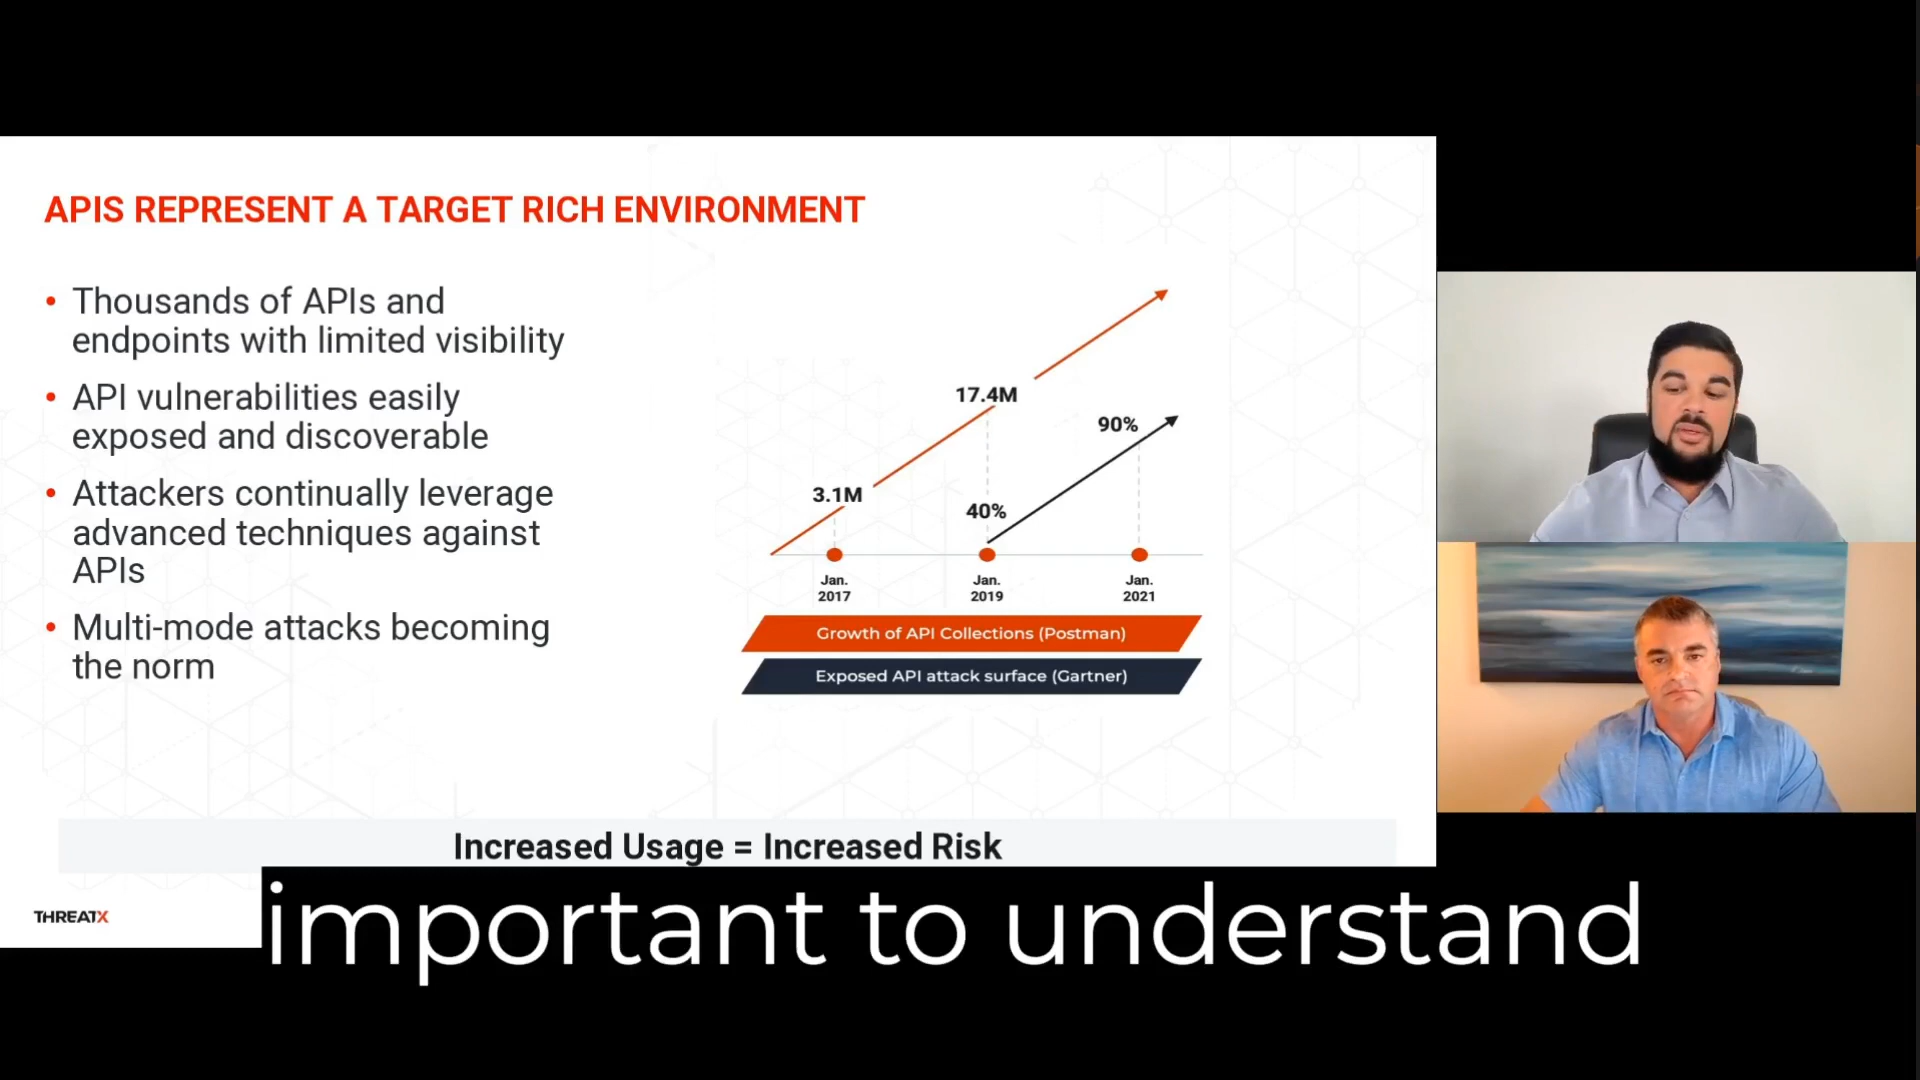 APIS REPRESENT A TARGET RICH ENVIRONMENT
• Thousands of APIs and
endpoints with limited visibility
• API vulnerabilities easily
exposed and discoverable
• Attackers continually leverage
advanced techniques against
APIs
• Multi-mode attacks becoming
the norm
17.4M
90%
3.1M
40%
Jan.
2017
Jan.
2019
Jan.
2021
Growth of API Collections (Postman)
Exposed API attack surface (Gartner)
Increased Usage = Increased Risk
THREATX
important to understand